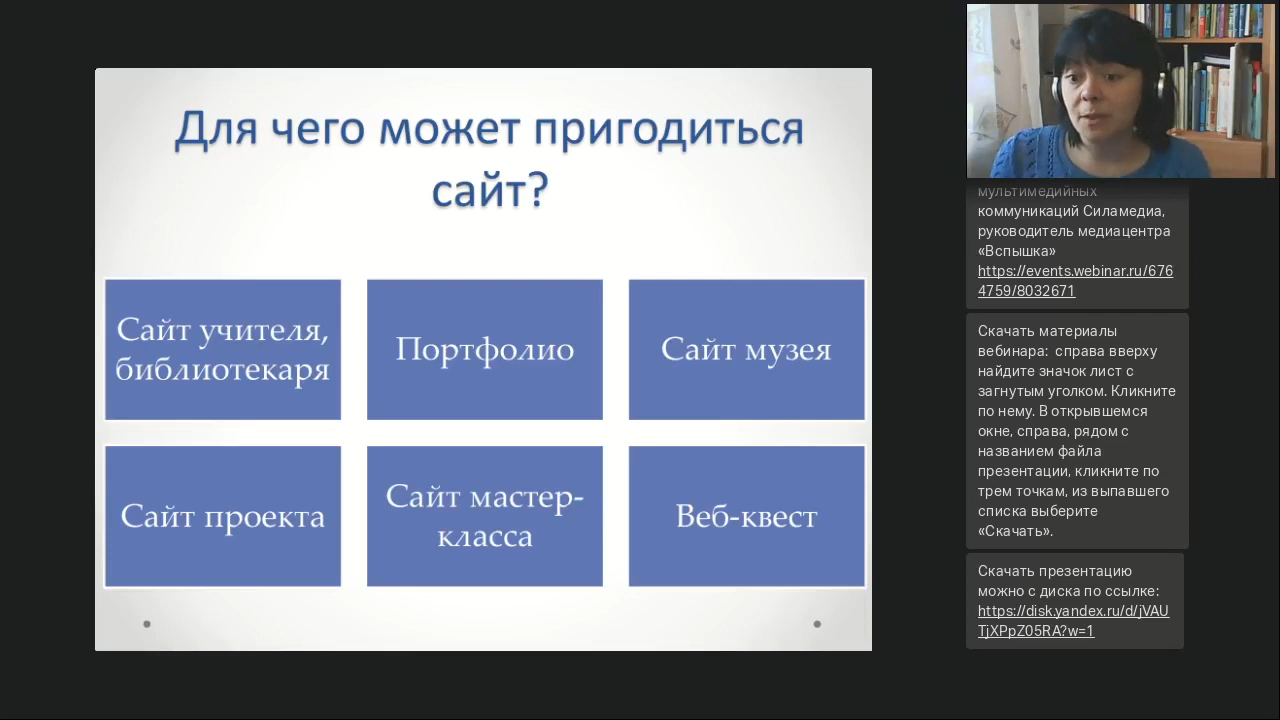 Для чего может пригодиться
сайт?
Сайт учителя,
библиотекаря
Портфолио
Сайт музея
Сайт проекта
Сайт мастер-
класса
Веб-квест
мультимедийных
коммуникаций Силамедиа,
руководитель медиацентра
«Вспышка»
https://events.webinar.ru/676
4759/8032671
Скачать материалы
вебинара:  справа вверху
найдите значок лист с
загнутым уголком. Кликните
по нему. В открывшемся
окне, справа, рядом с
названием файла
презентации, кликните по
трем точкам, из выпавшего
списка выберите
«Скачать».
Скачать презентацию
можно с диска по ссылке:
https://disk.yandex.ru/d/jVAU
TjXPpZ05RA?w=1